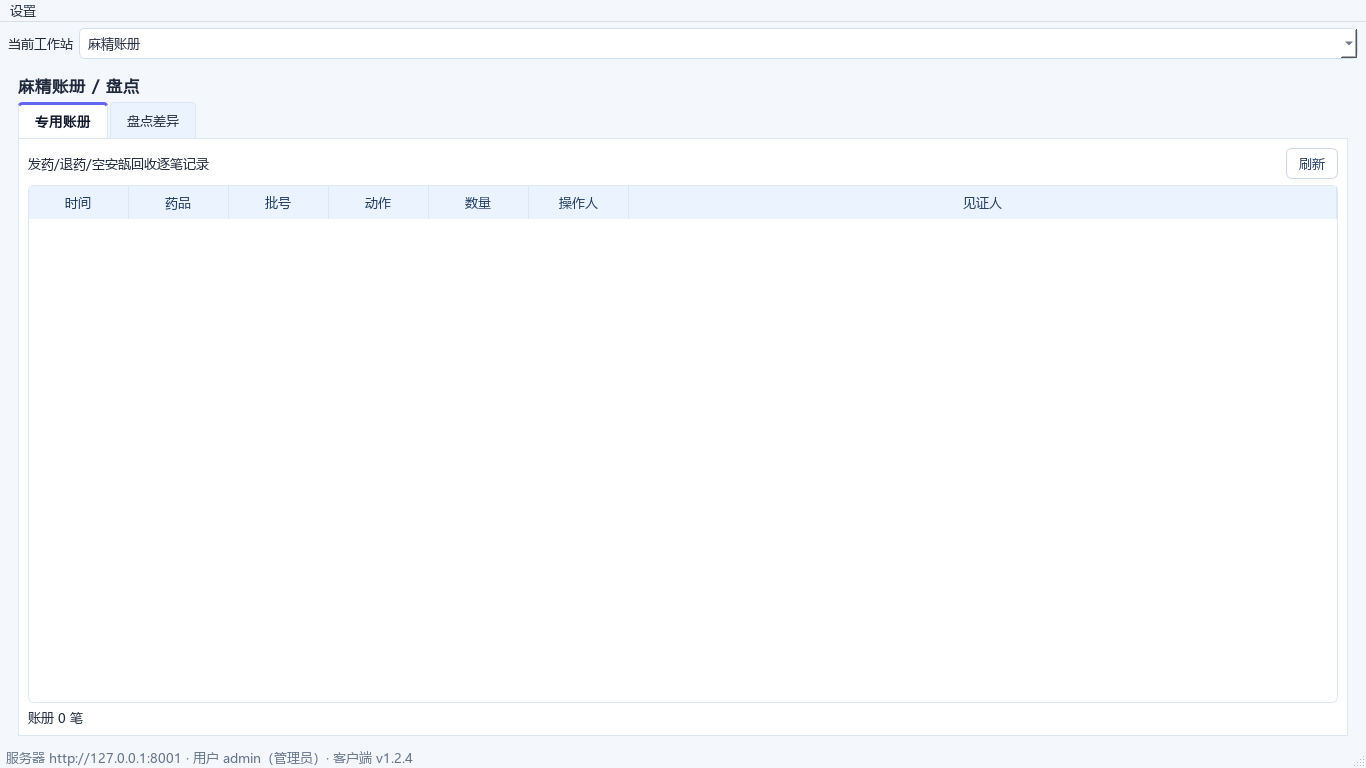 设置
当前工作站 麻精账册
麻精账册 / 盘点
专用账册 盘点差异
发药/退药/空安瓿回收逐笔记录 刷新
时间 药品 批号 动作 数量 操作人 见证人
账册 0 笔
服务器 http://127.0.0.1:8001 · 用户 admin（管理员）· 客户端 v1.2.4